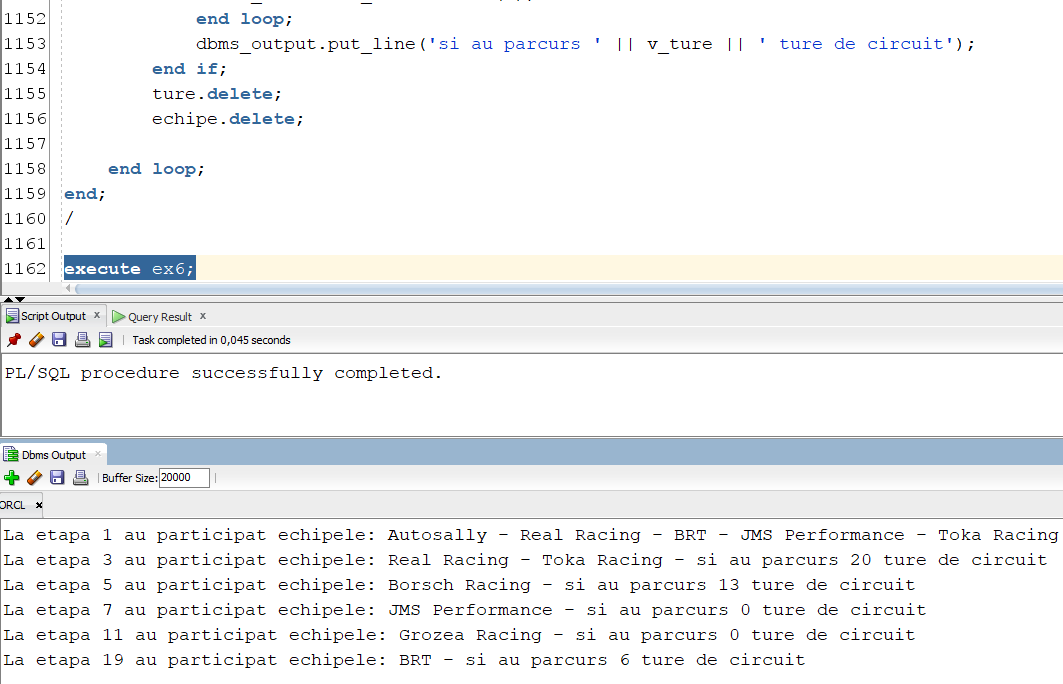 1152 end loop;
1153 dbms_output.put_line('si au parcurs ' || v_ture || ' ture de circuit');
1154 end if;
1155 ture.delete;
1156 echipe.delete;
1157
1158 end loop;
1159 end;
1160 /
1161
1162 execute ex6;
Script Output x Query Result x
Task completed in 0,045 seconds
PL/SQL procedure successfully completed.
Dbms Output x
Buffer Size: 20000
ORCL x
La etapa 1 au participat echipele: Autosally - Real Racing - BRT - JMS Performance - Toka Racing
La etapa 3 au participat echipele: Real Racing - Toka Racing - si au parcurs 20 ture de circuit
La etapa 5 au participat echipele: Borsch Racing - si au parcurs 13 ture de circuit
La etapa 7 au participat echipele: JMS Performance - si au parcurs 0 ture de circuit
La etapa 11 au participat echipele: Grozea Racing - si au parcurs 0 ture de circuit
La etapa 19 au participat echipele: BRT - si au parcurs 6 ture de circuit